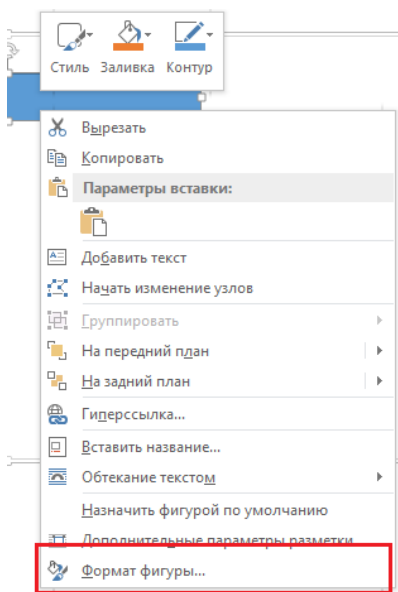 Стиль Заливка Контур
Вырезать
Копировать
Параметры вставки:
Добавить текст
Начать изменение узлов
Группировать
На передний план
На задний план
Гиперссылка...
Вставить название...
Обтекание текстом
Назначить фигурой по умолчанию
Дополнительные параметры разметки
Формат фигуры...